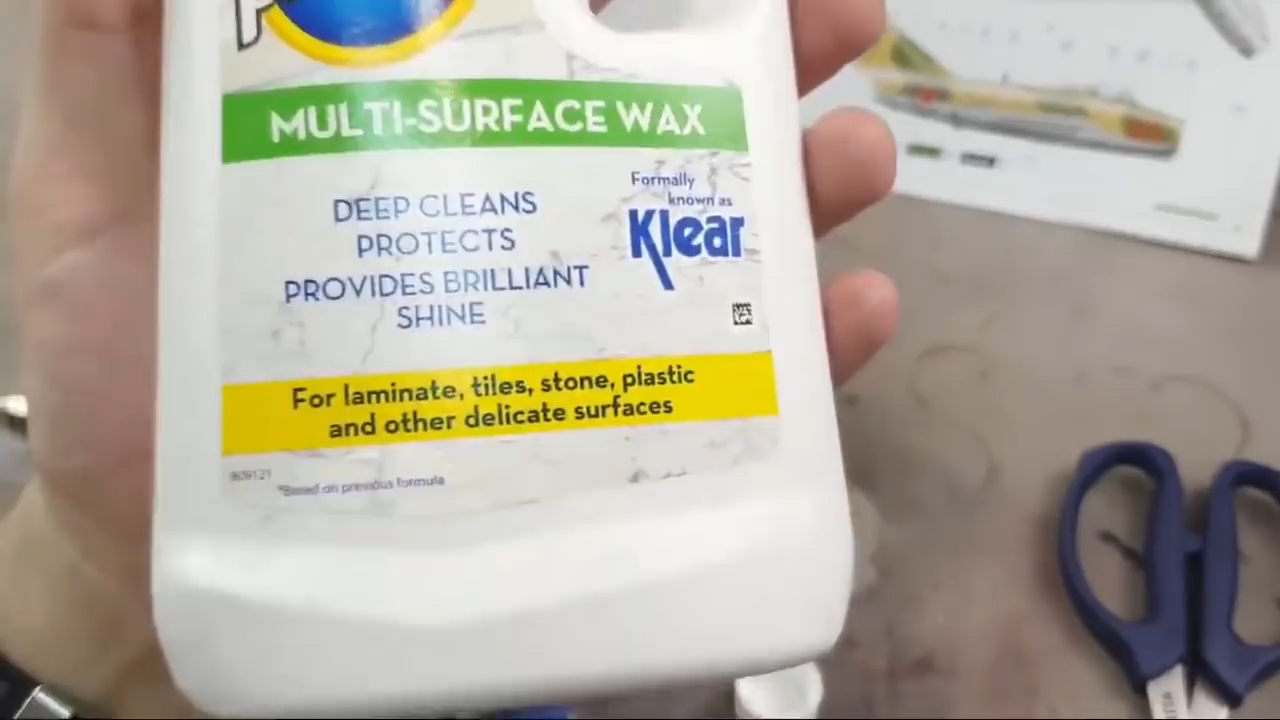 MULTI-SURFACE WAX
DEEP CLEANS
PROTECTS
PROVIDES BRILLIANT
SHINE
Formally
known as
Klear
For laminate, tiles, stone, plastic
and other delicate surfaces
*Based on previous formula